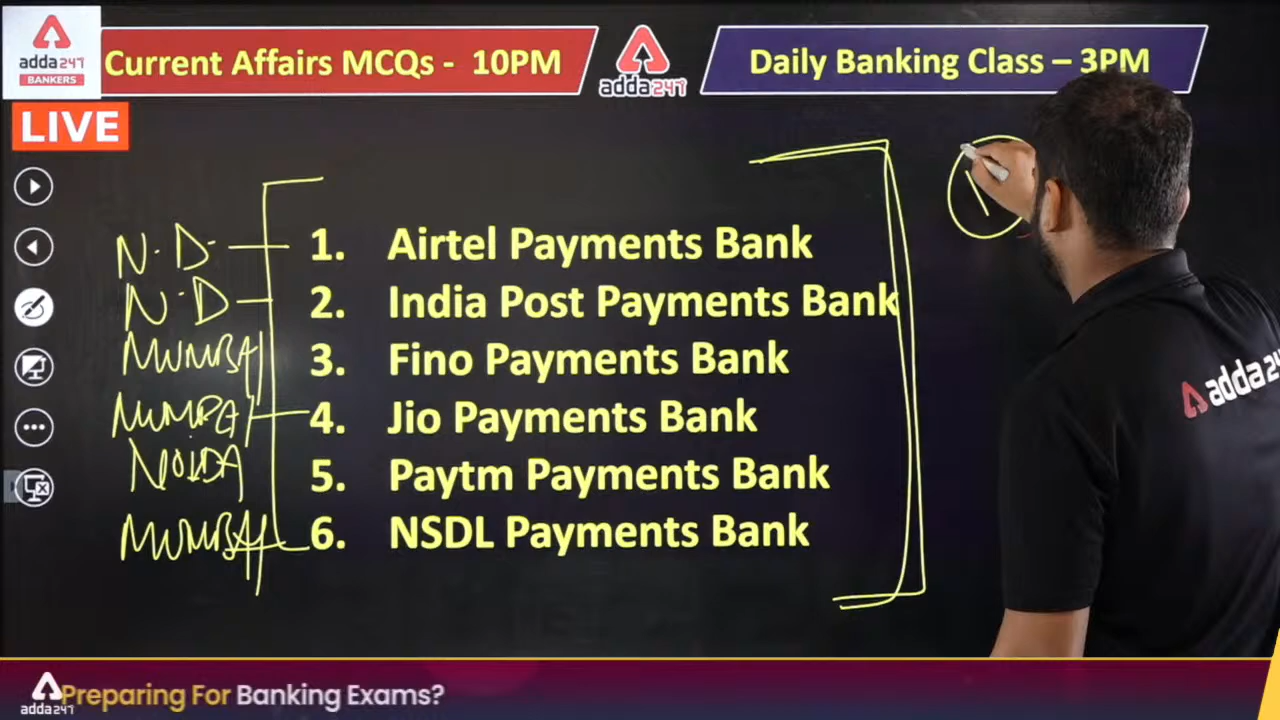 adda247
BANKERS
Current Affairs MCQs - 10PM
adda247
Daily Banking Class – 3PM
LIVE
N.D. 1. Airtel Payments Bank
N.D 2. India Post Payments Bank
MUMBAI 3. Fino Payments Bank
MUMBAI 4. Jio Payments Bank
NOIDA 5. Paytm Payments Bank
MUMBAI 6. NSDL Payments Bank
adda24
adda247
Preparing For Banking Exams?